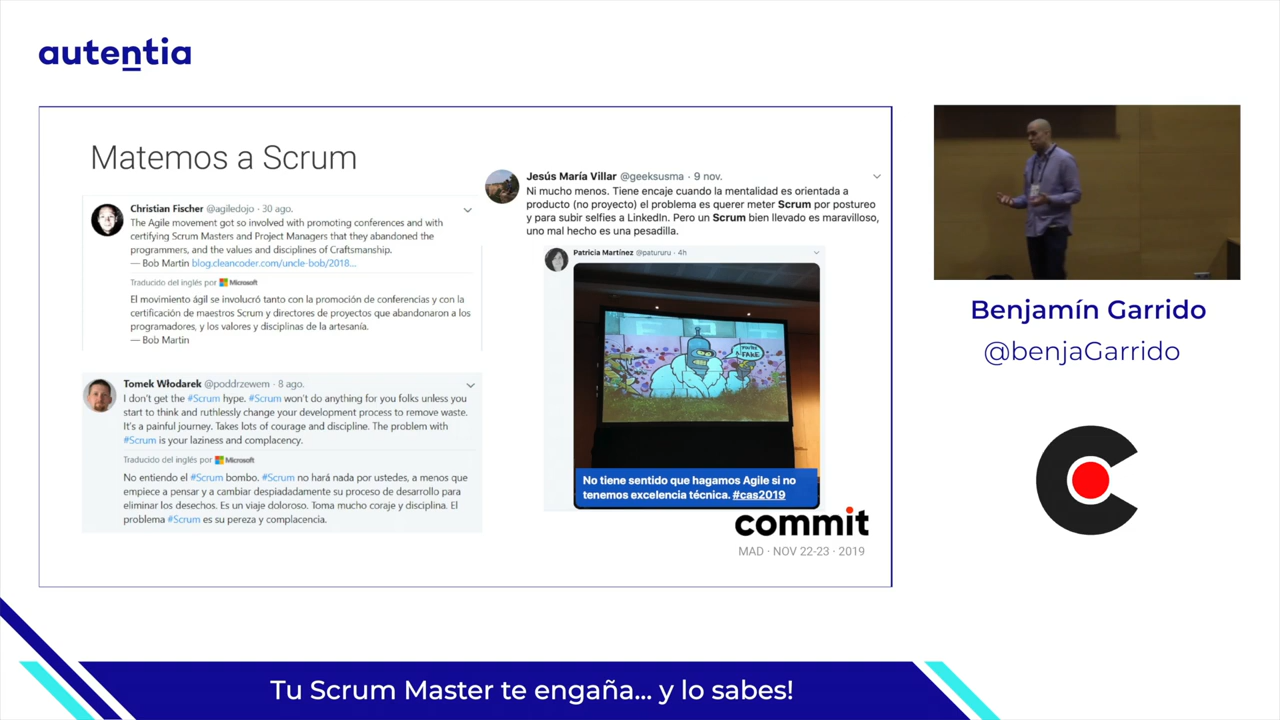 autentia
Matemos a Scrum
Christian Fischer @agiledojo · 30 ago.
The Agile movement got so involved with promoting conferences and with
certifying Scrum Masters and Project Managers that they abandoned the
programmers, and the values and disciplines of Craftsmanship.
— Bob Martin blog.cleancoder.com/uncle-bob/2018...
Traducido del inglés por Microsoft
El movimiento ágil se involucró tanto con la promoción de conferencias y con la
certificación de maestros Scrum y directores de proyectos que abandonaron a los
programadores, y los valores y disciplinas de la artesanía.
— Bob Martin
Tomek Włodarek @poddrzewem · 8 ago.
I don't get the #Scrum hype. #Scrum won't do anything for you folks unless you
start to think and ruthlessly change your development process to remove waste.
It's a painful journey. Takes lots of courage and discipline. The problem with
#Scrum is your laziness and complacency.
Traducido del inglés por Microsoft
No entiendo el #Scrum bombo. #Scrum no hará nada por ustedes, a menos que
empiece a pensar y a cambiar despiadadamente su proceso de desarrollo para
eliminar los desechos. Es un viaje doloroso. Toma mucho coraje y disciplina. El
problema #Scrum es su pereza y complacencia.
Jesús María Villar @geeksusma · 9 nov.
Ni mucho menos. Tiene encaje cuando la mentalidad es orientada a
producto (no proyecto) el problema es querer meter Scrum por postureo
y para subir selfies a LinkedIn. Pero un Scrum bien llevado es maravilloso,
uno mal hecho es una pesadilla.
Patricia Martínez @patururu · 4h
FAKE
No tiene sentido que hagamos Agile si no
tenemos excelencia técnica. #cas2019
commit
MAD · NOV 22-23 · 2019
Benjamín Garrido
@benjaGarrido
Tu Scrum Master te engaña... y lo sabes!